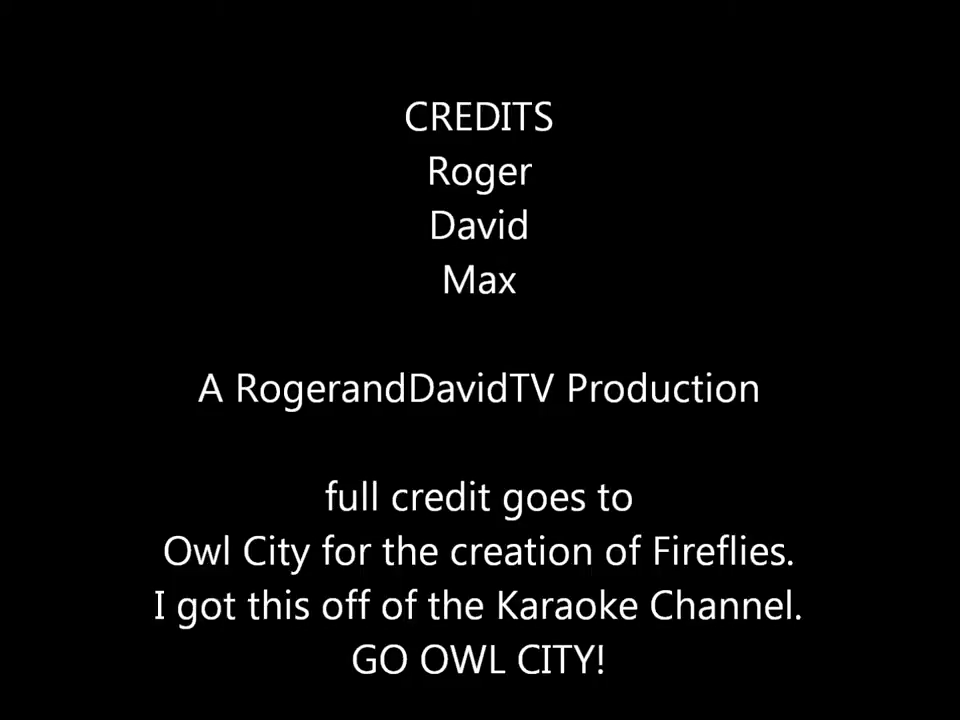 CREDITS
Roger
David
Max
A RogerandDavidTV Production
full credit goes to
Owl City for the creation of Fireflies.
I got this off of the Karaoke Channel.
GO OWL CITY!